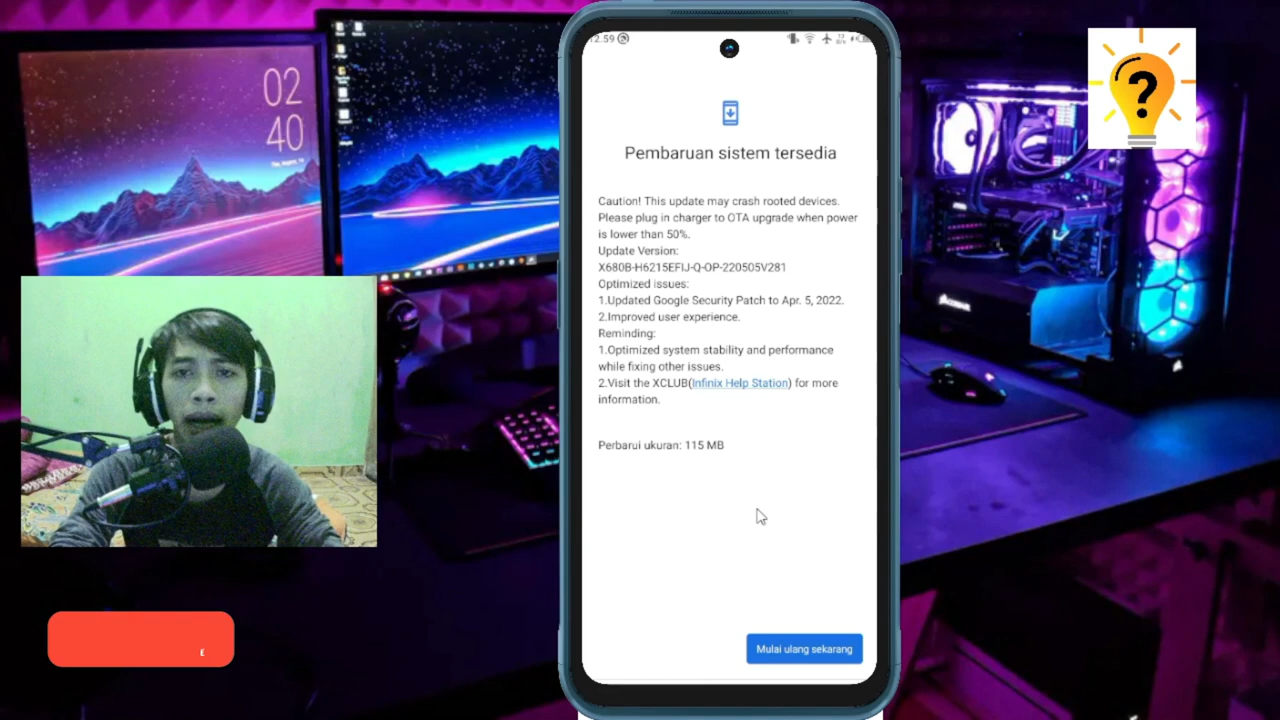 02
40
2.59
?
Pembaruan sistem tersedia
Caution! This update may crash rooted devices.
Please plug in charger to OTA upgrade when power
is lower than 50%.
Update Version:
X680B-H6215EFIJ-Q-OP-220505V281
Optimized issues:
1.Updated Google Security Patch to Apr. 5, 2022.
2.Improved user experience.
Reminding:
1.Optimized system stability and performance
while fixing other issues.
2.Visit the XCLUB(Infinix Help Station) for more
information.
Perbarui ukuran: 115 MB
Mulai ulang sekarang